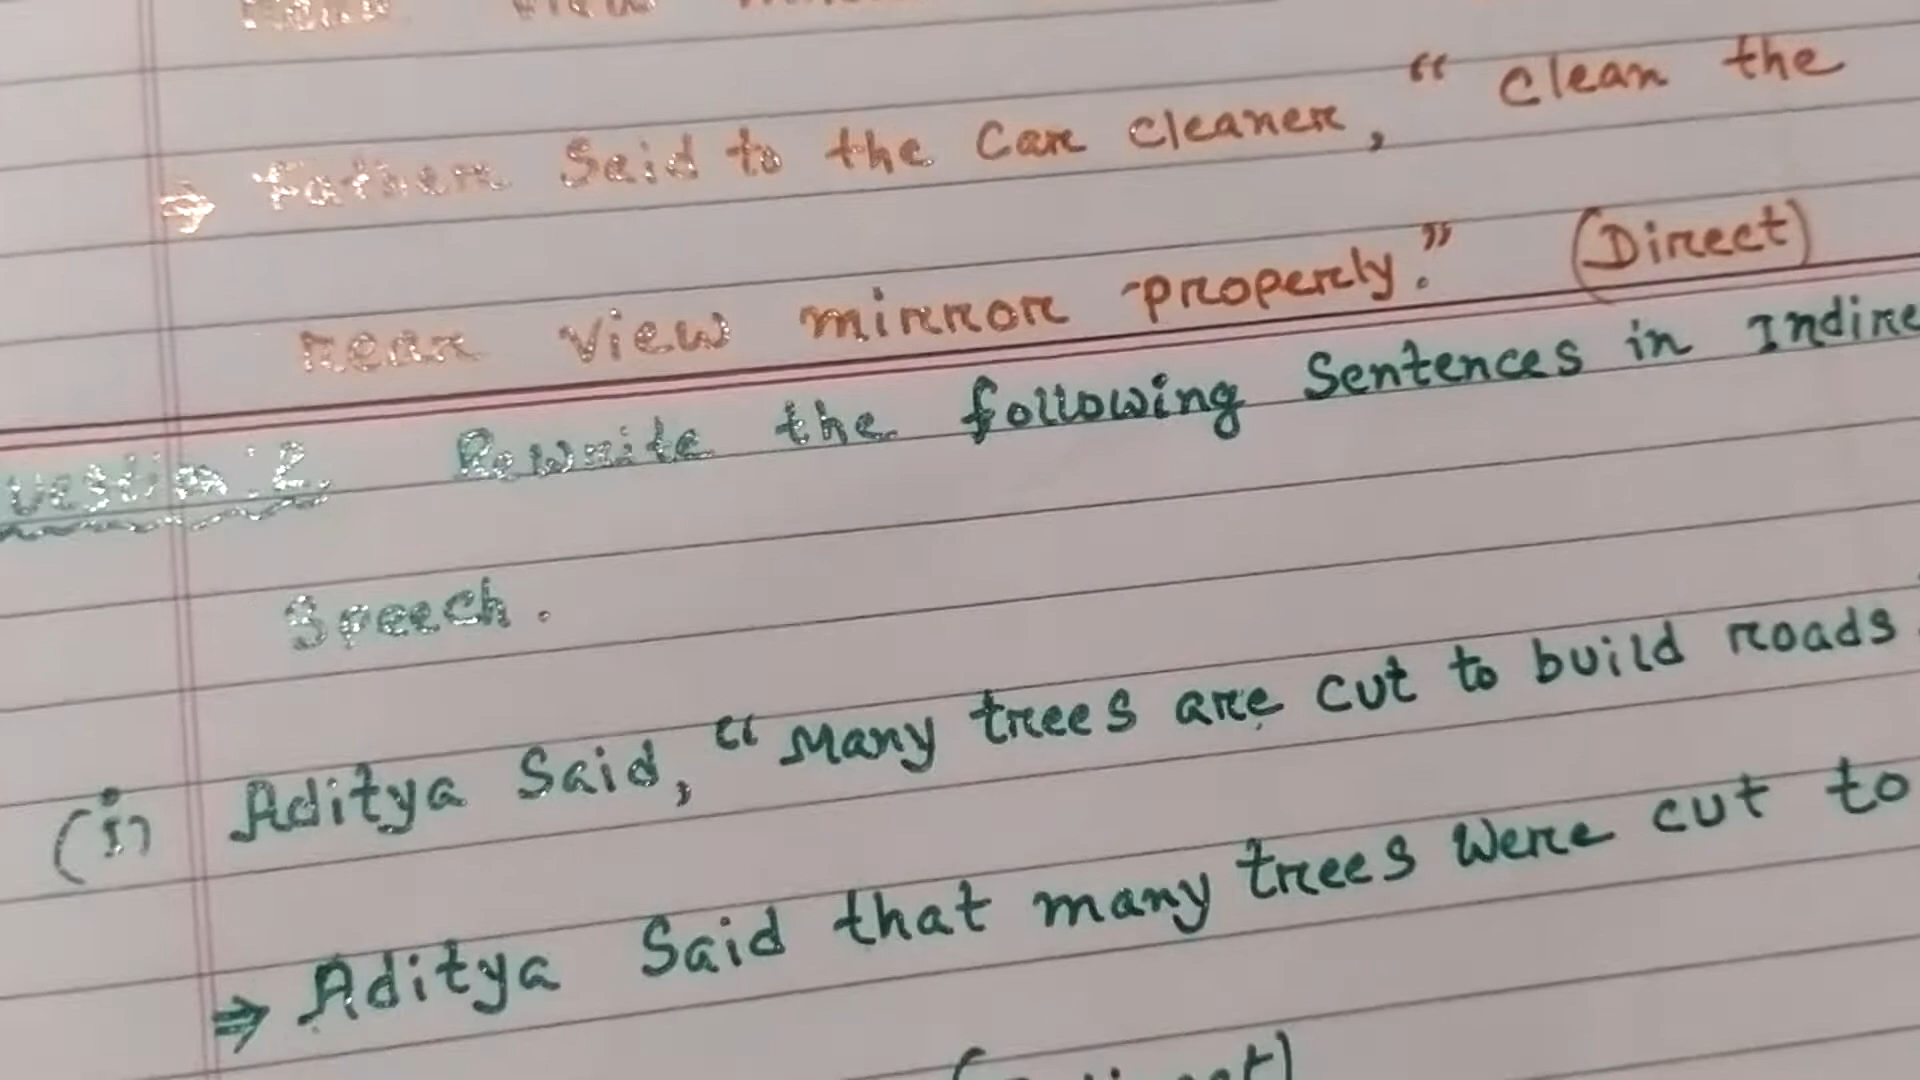 view
⇒ Father Said to the Car cleaner, “ clean the
rear view mirror properly.” (Direct)
Rewrite the following Sentences in Indire
Speech.
(i) Aditya Said, “ Many trees are cut to build roads.
⇒ Aditya Said that many trees were cut to